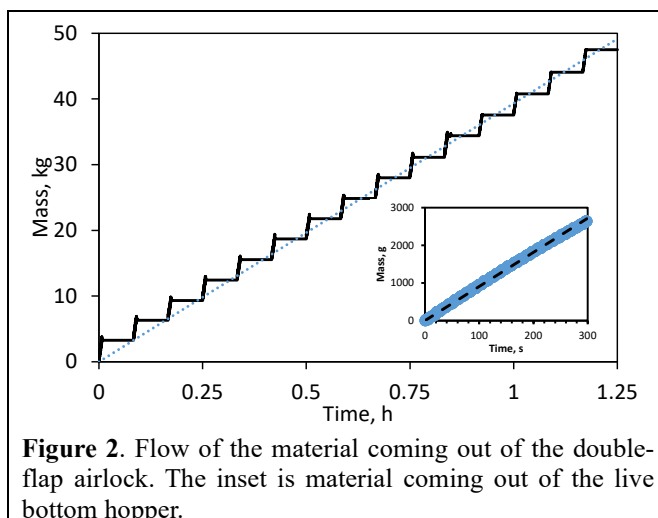 50
40
30
20
10
0
Mass, kg
0
0.25
0.5
0.75
1
1.25
Time, h
3000
2000
1000
0
Mass, g
0
100
200
300
Time, s
Figure 2. Flow of the material coming out of the double-
flap airlock. The inset is material coming out of the live
bottom hopper.